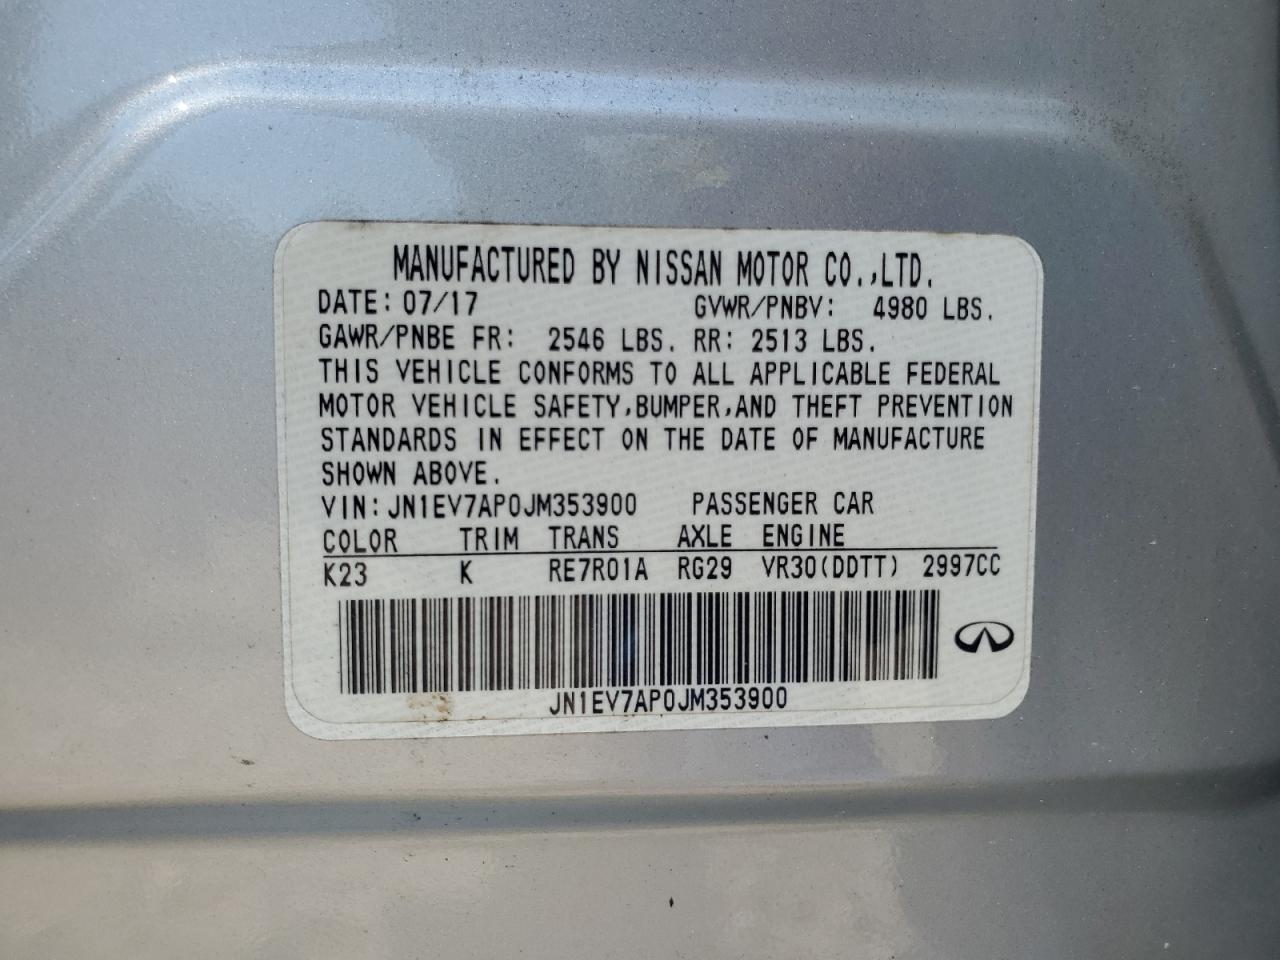 MANUFACTURED BY NISSAN MOTOR CO.,LTD.
DATE: 07/17 GVWR/PNBV: 4980 LBS.
GAWR/PNBE FR: 2546 LBS. RR: 2513 LBS.
THIS VEHICLE CONFORMS TO ALL APPLICABLE FEDERAL
MOTOR VEHICLE SAFETY,BUMPER,AND THEFT PREVENTION
STANDARDS IN EFFECT ON THE DATE OF MANUFACTURE
SHOWN ABOVE.
VIN:JN1EV7AP0JM353900 PASSENGER CAR
COLOR TRIM TRANS AXLE ENGINE
K23 K RE7R01A RG29 VR30(DDTT) 2997CC
JN1EV7AP0JM353900